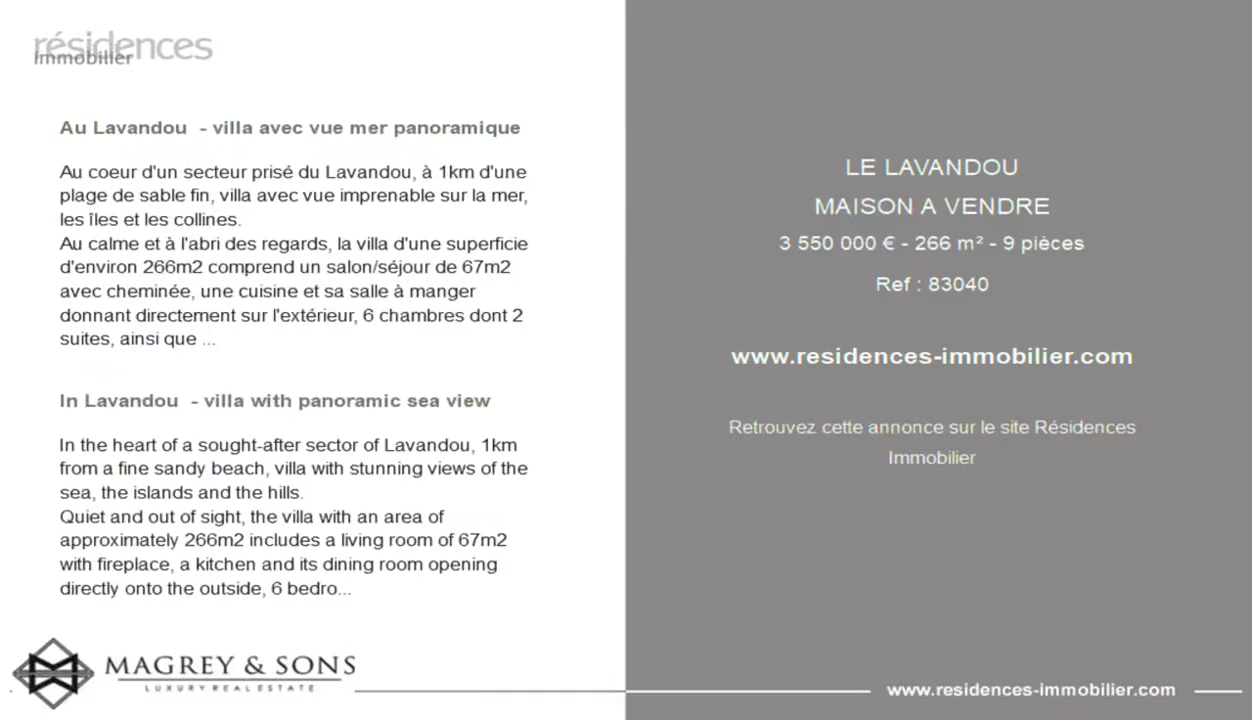 résidences
immobilier
Au Lavandou - villa avec vue mer panoramique
Au coeur d'un secteur prisé du Lavandou, à 1km d'une
plage de sable fin, villa avec vue imprenable sur la mer,
les îles et les collines.
Au calme et à l'abri des regards, la villa d'une superficie
d'environ 266m2 comprend un salon/séjour de 67m2
avec cheminée, une cuisine et sa salle à manger
donnant directement sur l'extérieur, 6 chambres dont 2
suites, ainsi que ...
In Lavandou - villa with panoramic sea view
In the heart of a sought-after sector of Lavandou, 1km
from a fine sandy beach, villa with stunning views of the
sea, the islands and the hills.
Quiet and out of sight, the villa with an area of
approximately 266m2 includes a living room of 67m2
with fireplace, a kitchen and its dining room opening
directly onto the outside, 6 bedro...
MAGREY & SONS
LUXURY REAL ESTATE
LE LAVANDOU
MAISON A VENDRE
3 550 000 € - 266 m² - 9 pièces
Ref : 83040
www.residences-immobilier.com
Retrouvez cette annonce sur le site Résidences
Immobilier
www.residences-immobilier.com